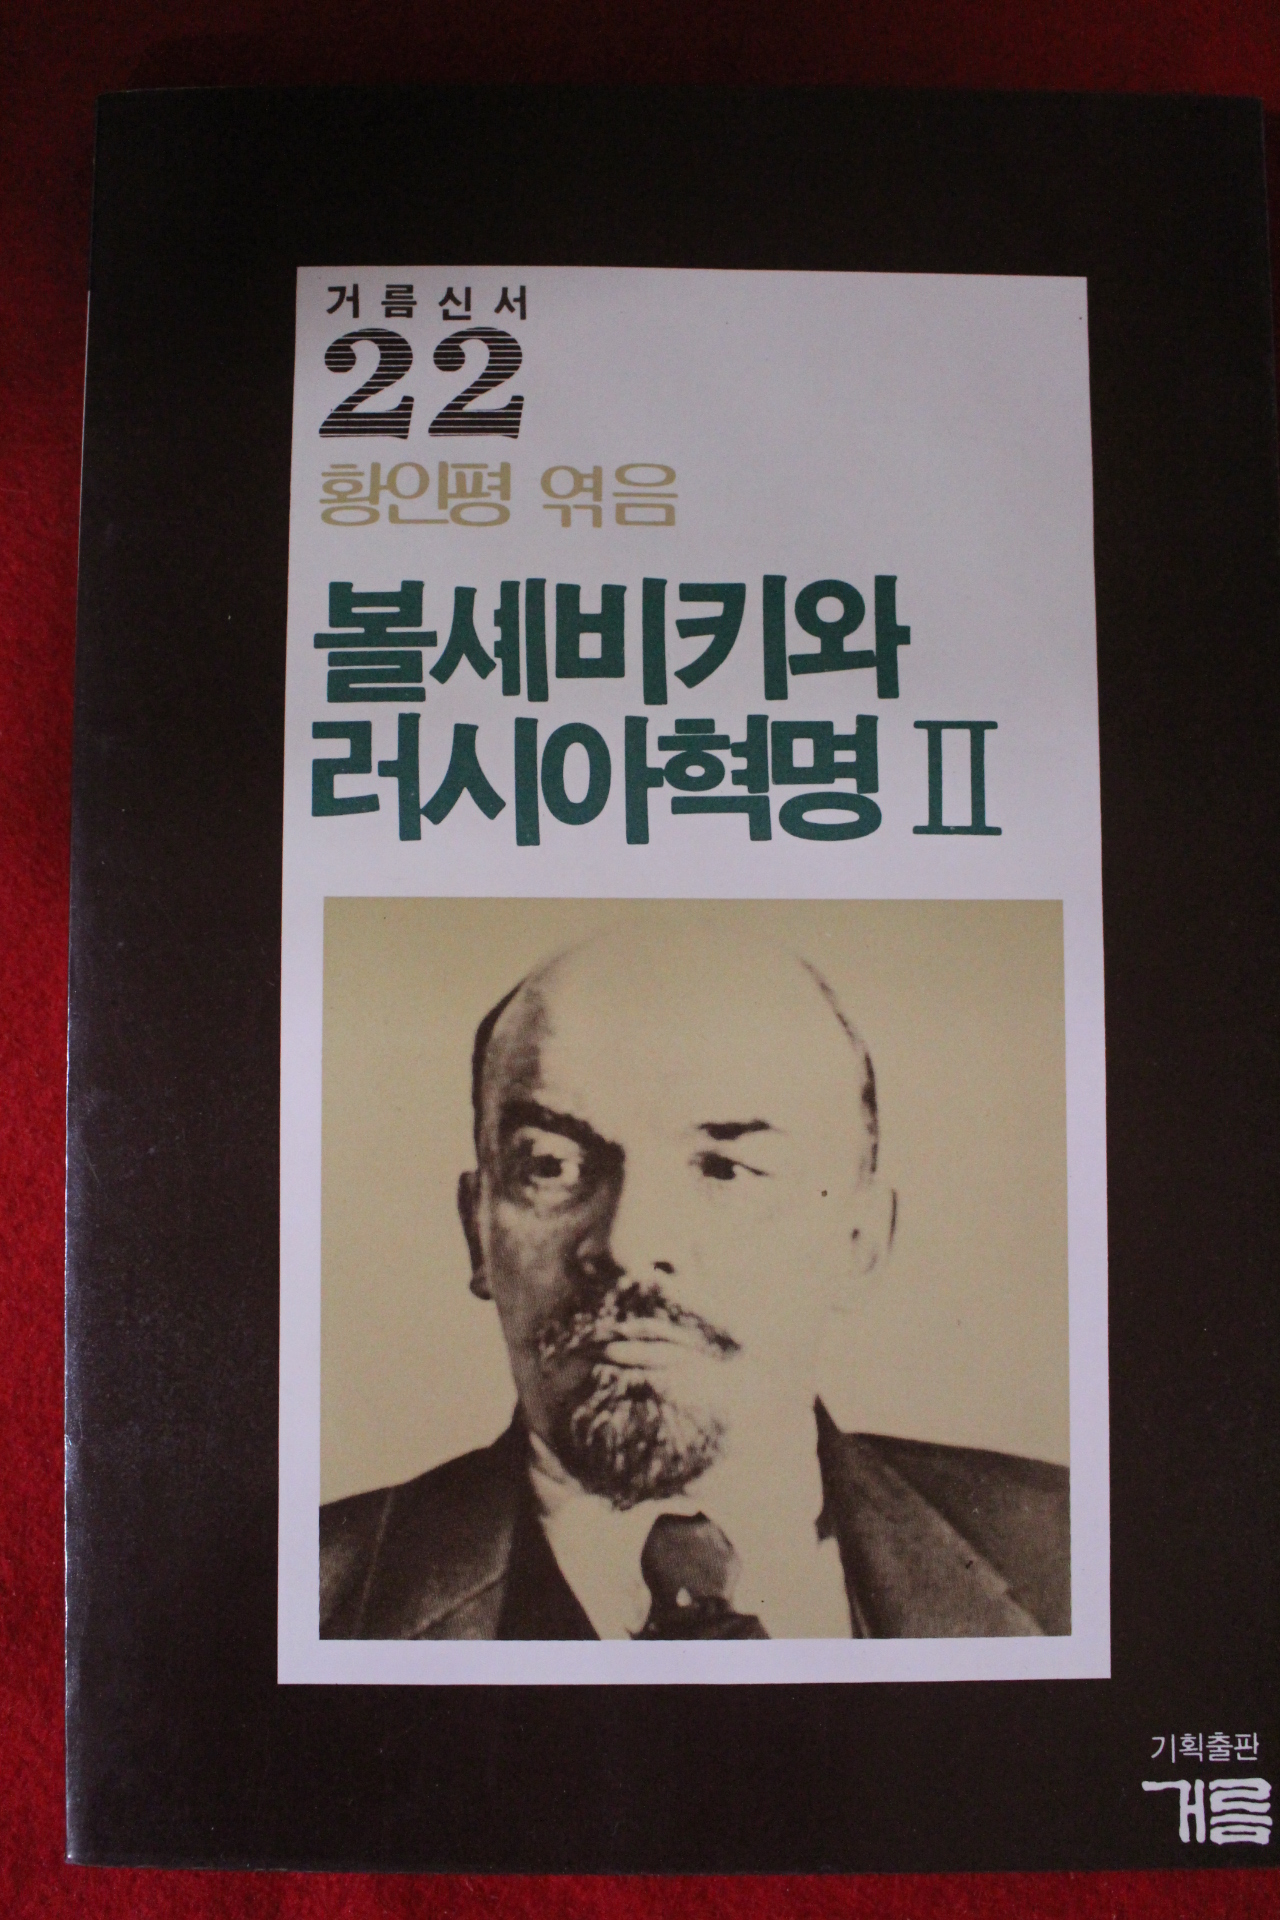 거름신서
22
황인평 엮음
볼셰비키와
러시아혁명 Ⅱ
기획출판
거름